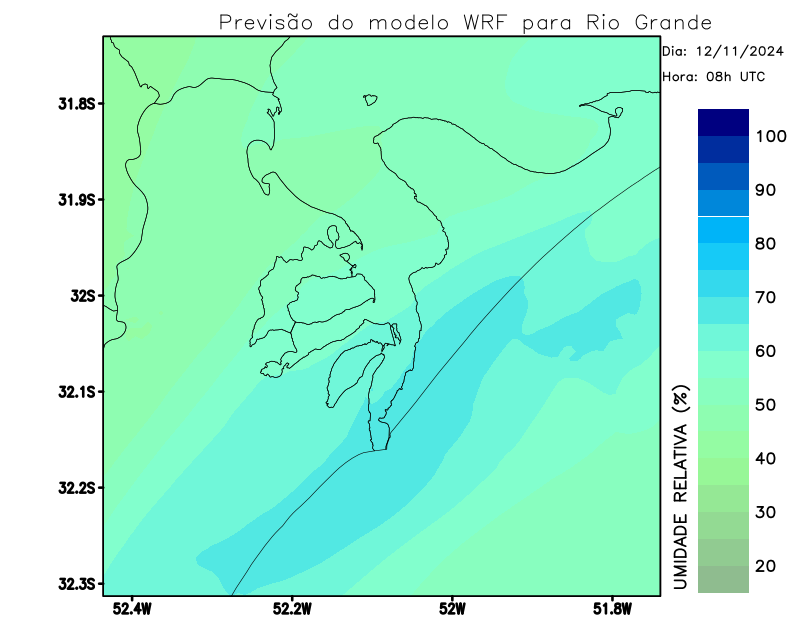 Previsão do modelo WRF para Rio Grande
Dia: 12/11/2024
Hora: 08h UTC
31.8S
31.9S
32S
32.1S
32.2S
32.3S
52.4W
52.2W
52W
51.8W
UMIDADE RELATIVA (%)
100
90
80
70
60
50
40
30
20